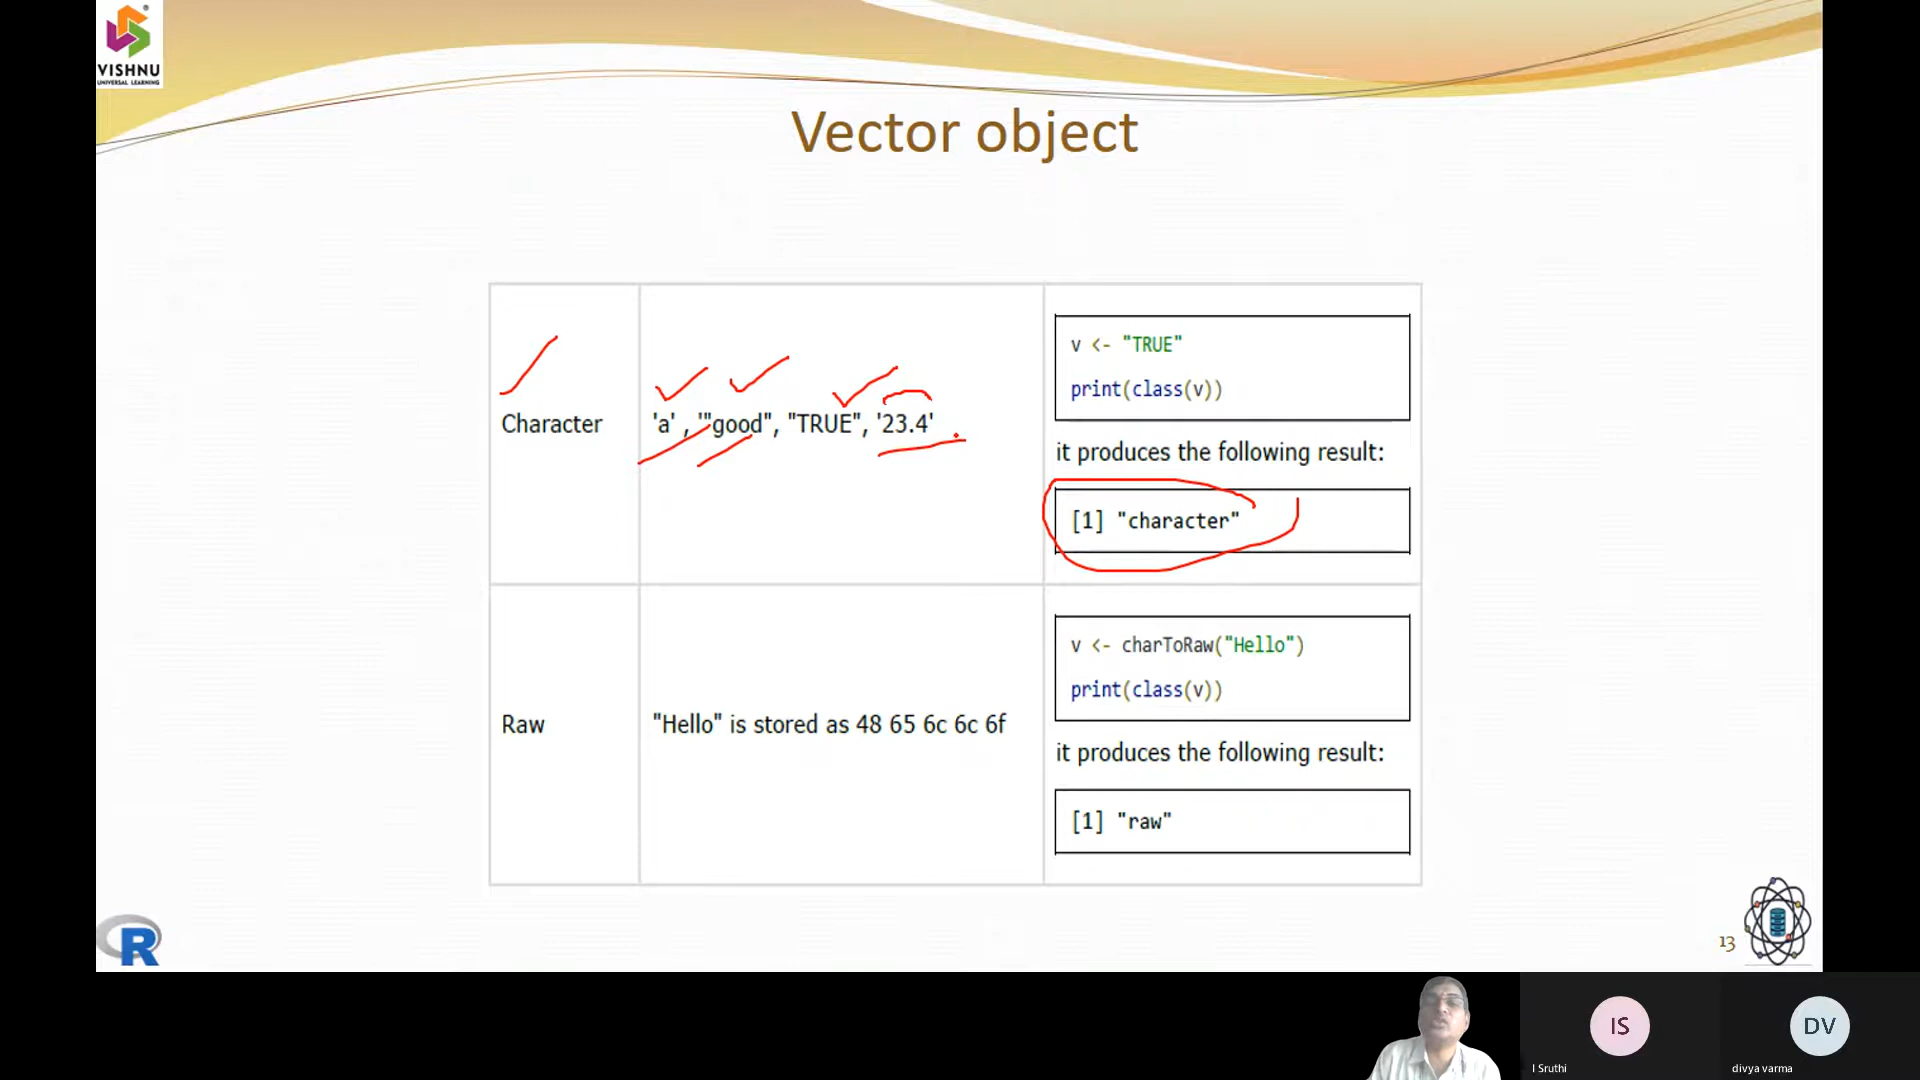 VISHNU
UNIVERSAL LEARNING
Vector object
Character
'a' , '"good", "TRUE", '23.4'
v <- "TRUE"
print(class(v))
it produces the following result:
[1] "character"
Raw
"Hello" is stored as 48 65 6c 6c 6f
v <- charToRaw("Hello")
print(class(v))
it produces the following result:
[1] "raw"
R
13
IS
DV
I Sruthi
divya varma